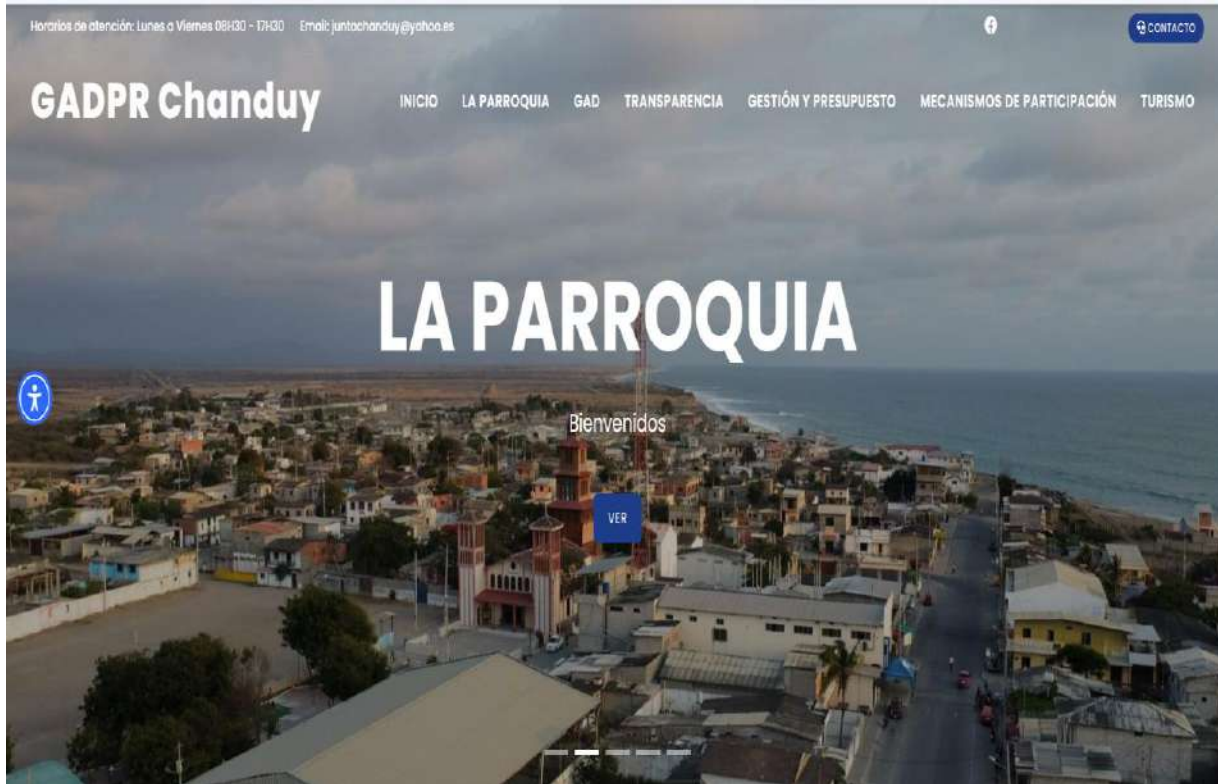 Horarios de atención: Lunes a Viernes 08H30 - 17H30 Email: juntachanduy@yahoo.es
CONTACTO
GADPR Chanduy
INICIO LA PARROQUIA GAD TRANSPARENCIA GESTIÓN Y PRESUPUESTO MECANISMOS DE PARTICIPACIÓN TURISMO
LA PARROQUIA
Bienvenidos
VER